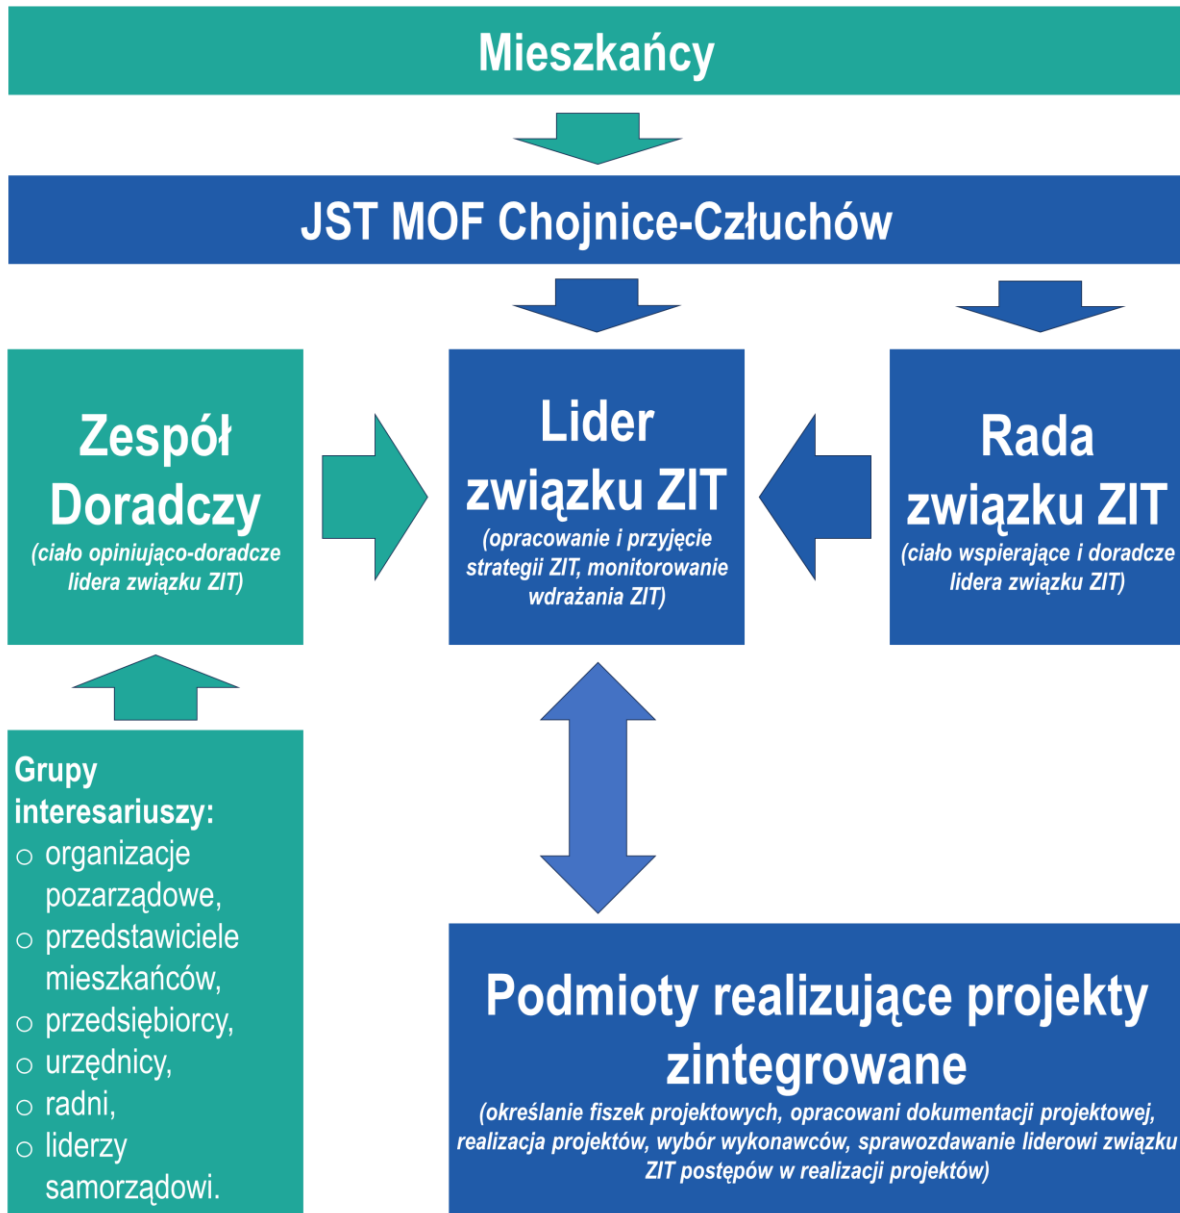 Mieszkańcy
JST MOF Chojnice-Człuchów
Zespół
Doradczy
(ciało opiniująco-doradcze
lidera związku ZIT)
Lider
związku ZIT
(opracowanie i przyjęcie
strategii ZIT, monitorowanie
wdrażania ZIT)
Rada
związku ZIT
(ciało wspierające i doradcze
lidera związku ZIT)
Grupy
interesariuszy:
o organizacje
pozarządowe,
o przedstawiciele
mieszkańców,
o przedsiębiorcy,
o urzędnicy,
o radni,
o liderzy
samorządowi.
Podmioty realizujące projekty
zintegrowane
(określanie fiszek projektowych, opracowani dokumentacji projektowej,
realizacja projektów, wybór wykonawców, sprawozdawanie liderowi związku
ZIT postępów w realizacji projektów)